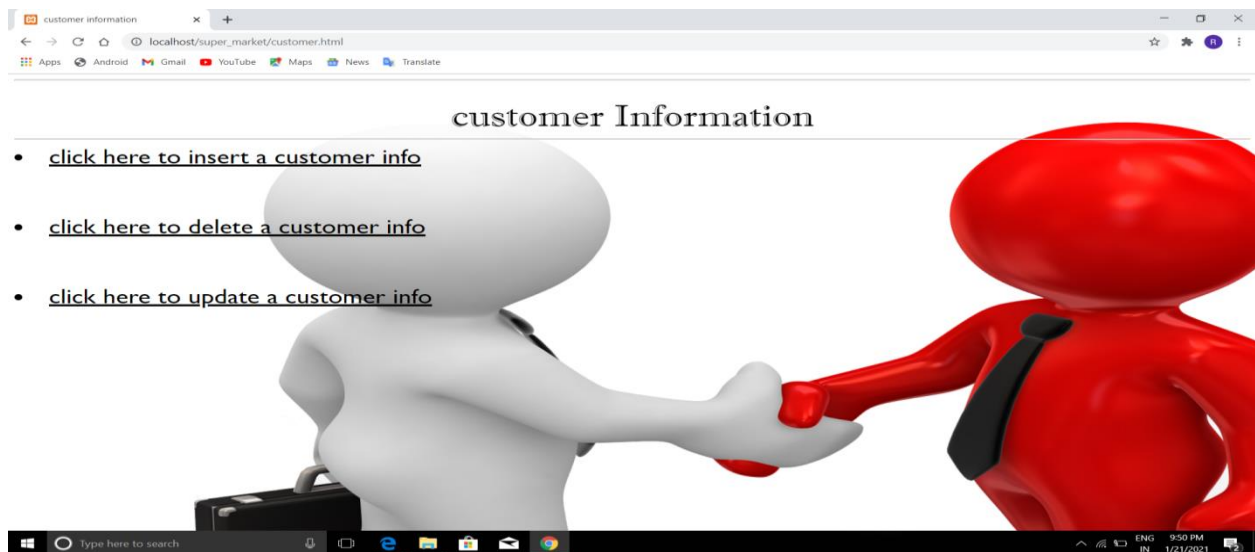 customer information
localhost/super_market/customer.html
R
Apps Android Gmail YouTube Maps News Translate
customer Information
click here to insert a customer info
click here to delete a customer info
click here to update a customer info
Type here to search
ENG 9:50 PM
IN 1/21/2021
2